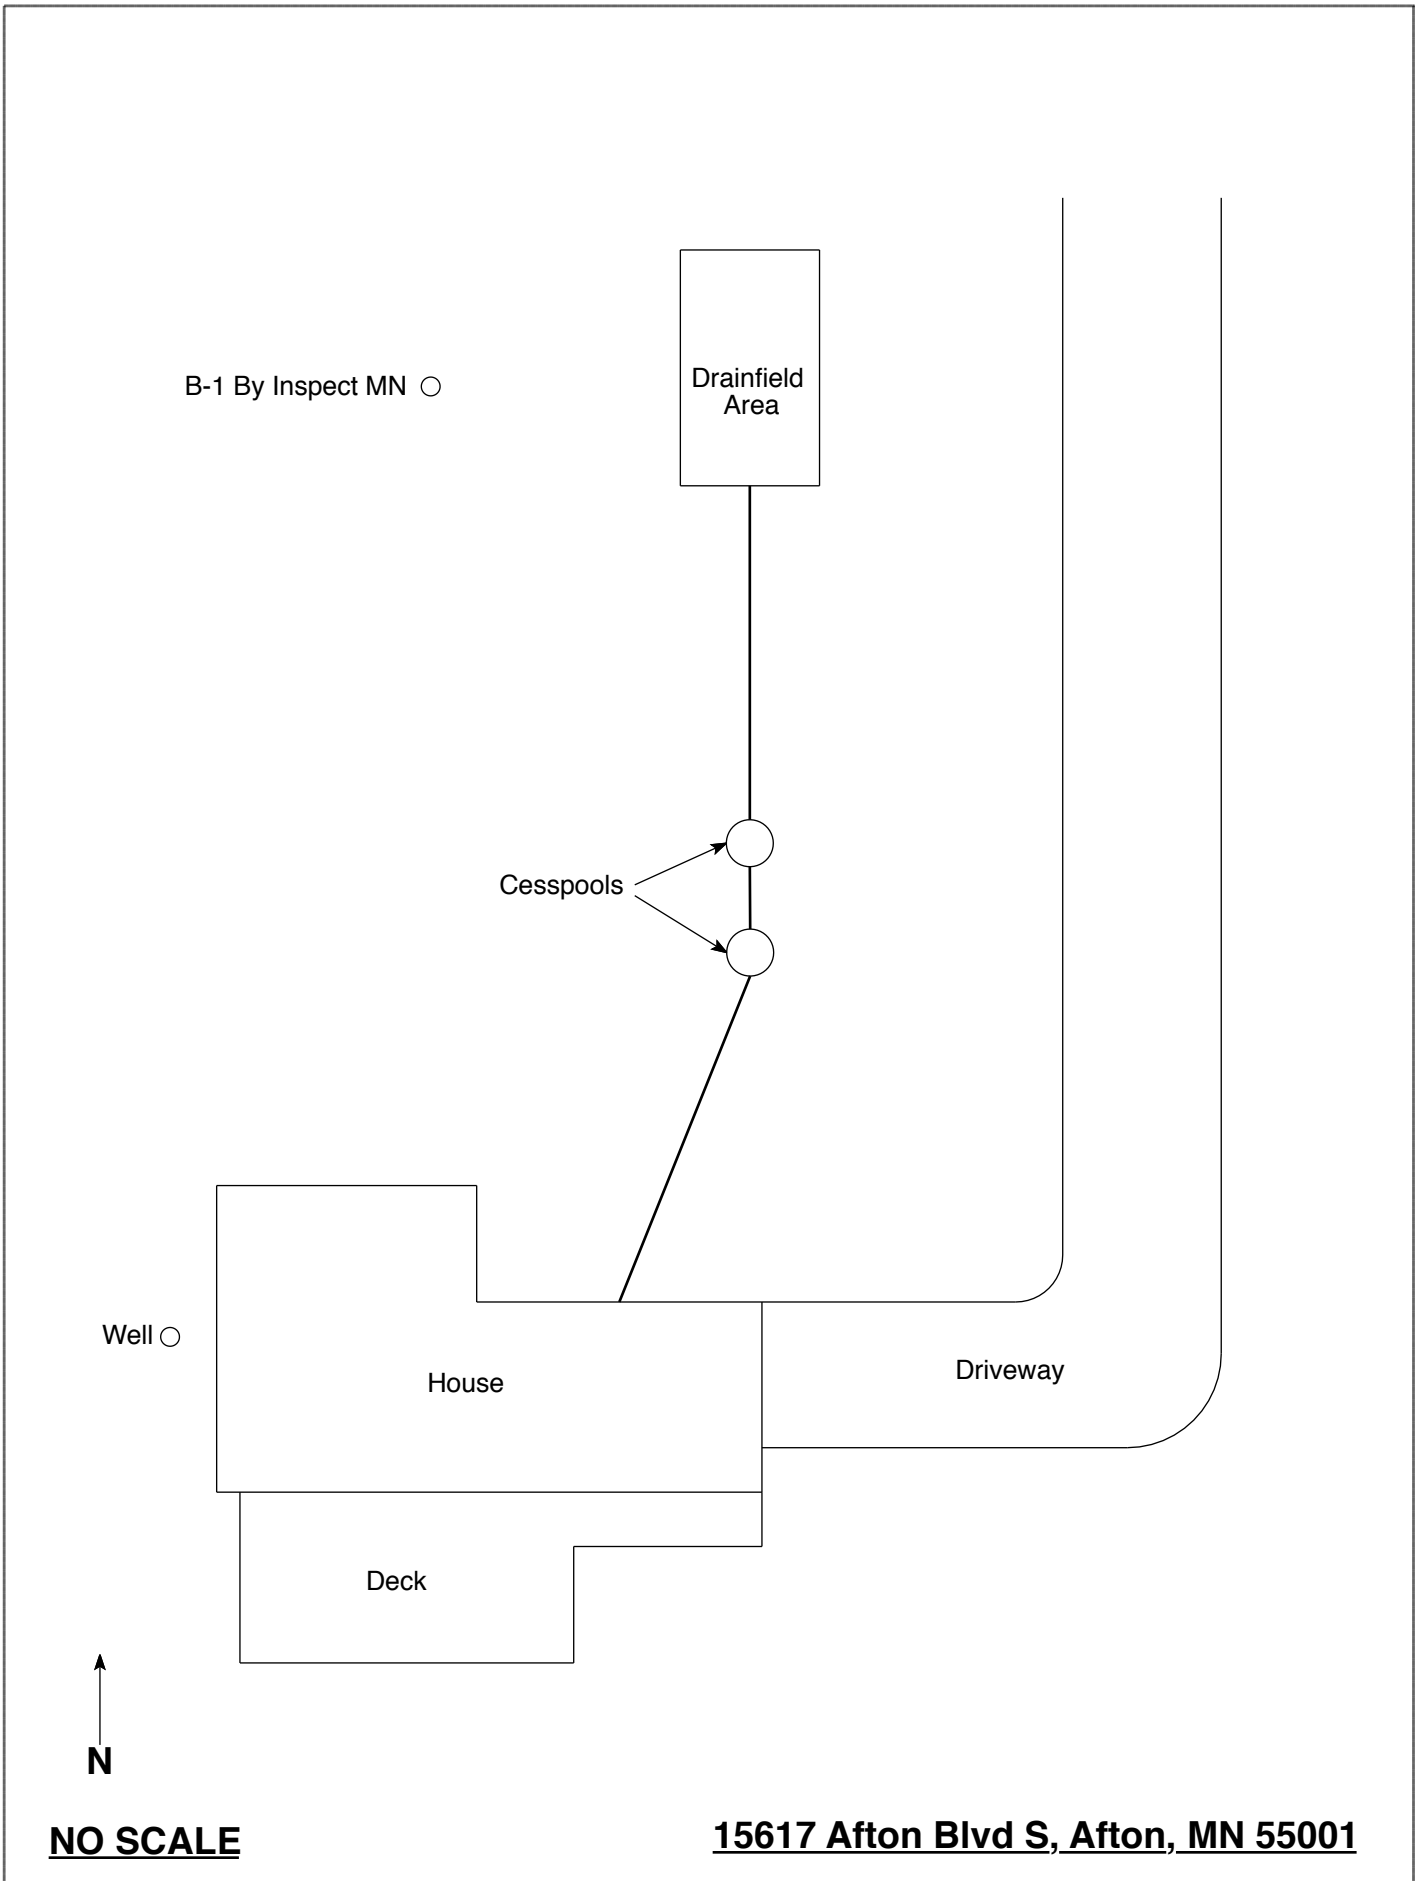 B-1 By Inspect MN
Drainfield
Area
Cesspools
Well
House
Driveway
Deck
N
NO SCALE
15617 Afton Blvd S, Afton, MN 55001